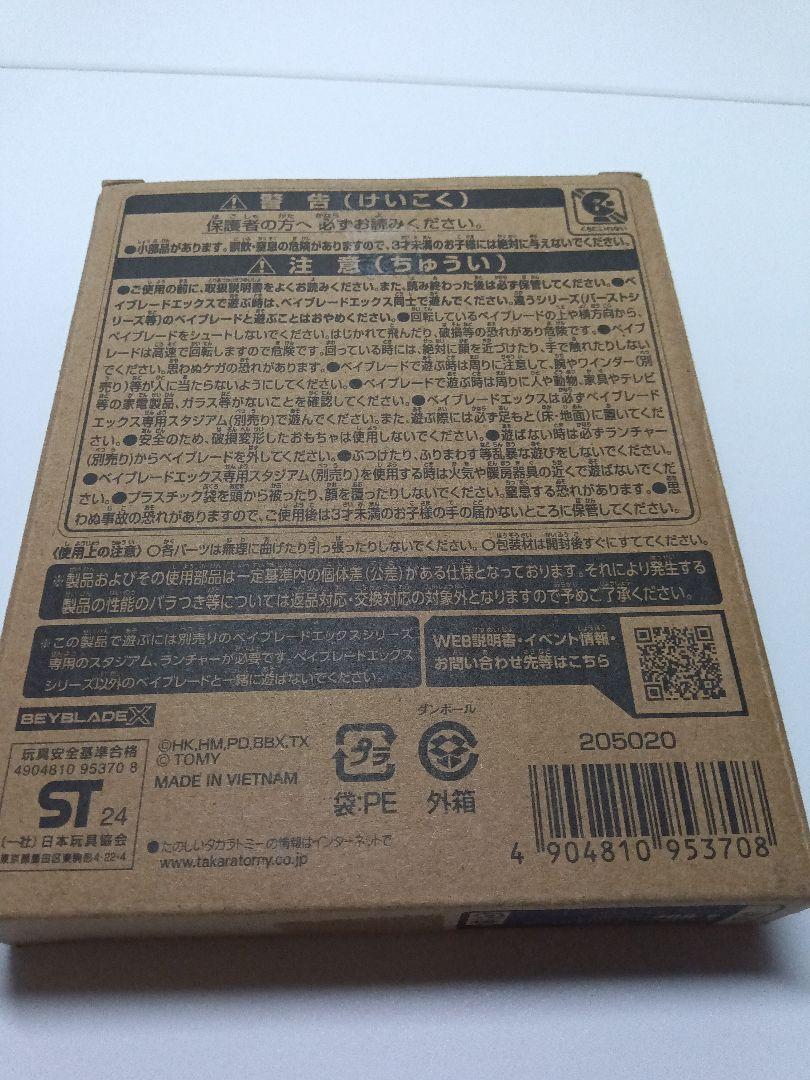 ⚠ 警告(けいこく)
保護者の方へ 必ずお読みください。
●小部品があります。誤飲・窒息の危険がありますので、3才未満のお子様には絶対に与えないでください。
⚠ 注意(ちゅうい)
●ご使用の前に、取扱説明書をよくお読みください。また、読み終わった後は必ず保管してください。●ベ
イブレードエックスで遊ぶ時は、ベイブレードエックス同士で遊んでください。違うシリーズ(バーストシ
リーズ等)のベイブレードと遊ぶことはおやめください。●回転しているベイブレードの上や横方向から、
ベイブレードをシュートしないでください。はじかれて飛んだり、破損等の恐れがあり危険です。●ベイブ
レードは高速で回転しますので危険です。回っている時には、絶対に顔を近づけたり、手で触れたりしない
でください。思わぬケガの恐れがあります。●ベイブレードで遊ぶ時は周りに注意して、腕やワインダー(別
売り)等が人に当たらないようにしてください。●ベイブレードで遊ぶ時は周りに人や動物、家具やテレビ
等の家電製品、ガラス等がないことを確認してください。●ベイブレードエックスは必ずベイブレード
エックス専用スタジアム(別売り)で遊んでください。また、遊ぶ際には必ず足もと(床・地面)に置いてくだ
さい。●安全のため、破損変形したおもちゃは使用しないでください。●遊ばない時は必ずランチャー
(別売り)からベイブレードを外してください。●ぶつけたり、ふりまわす等乱暴な遊びをしないでください。
●ベイブレードエックス専用スタジアム(別売り)を使用する時は火気や暖房器具の近くで遊ばないでくだ
さい。●プラスチック袋を頭から被ったり、顔を覆ったりしないでください。窒息する恐れがあります。●思
わぬ事故の恐れがありますので、ご使用後は3才未満のお子様の手の届かないところに保管してください。
〈使用上の注意〉○各パーツは無理に曲げたり引っ張ったりしないでください。○包装材は開封後すぐにすててください。
※製品およびその使用部品は一定基準内の個体差(公差)がある仕様となっております。それにより発生する
製品の性能のバラつき等については返品対応・交換対応の対象外となりますので予めご了承ください。
※この製品で遊ぶには別売りのベイブレードエックスシリーズ
専用のスタジアム、ランチャーが必要です。ベイブレードエックス
シリーズ以外のベイブレードと一緒に遊ばないでください。
WEB説明書・イベント情報・
お問い合わせ先等はこちら
BEYBLADE X
玩具安全基準合格
4904810 95370 8
ST 24
(一社)日本玩具協会
東京都墨田区東駒形4-22-4
©HK,HM,PD,BBX,TX
© TOMY
MADE IN VIETNAM
プラ
袋:PE
ダンボール
外箱
●たのしいタカラトミーの情報はインターネットで
www.takaratomy.co.jp
205020
4 904810 953708